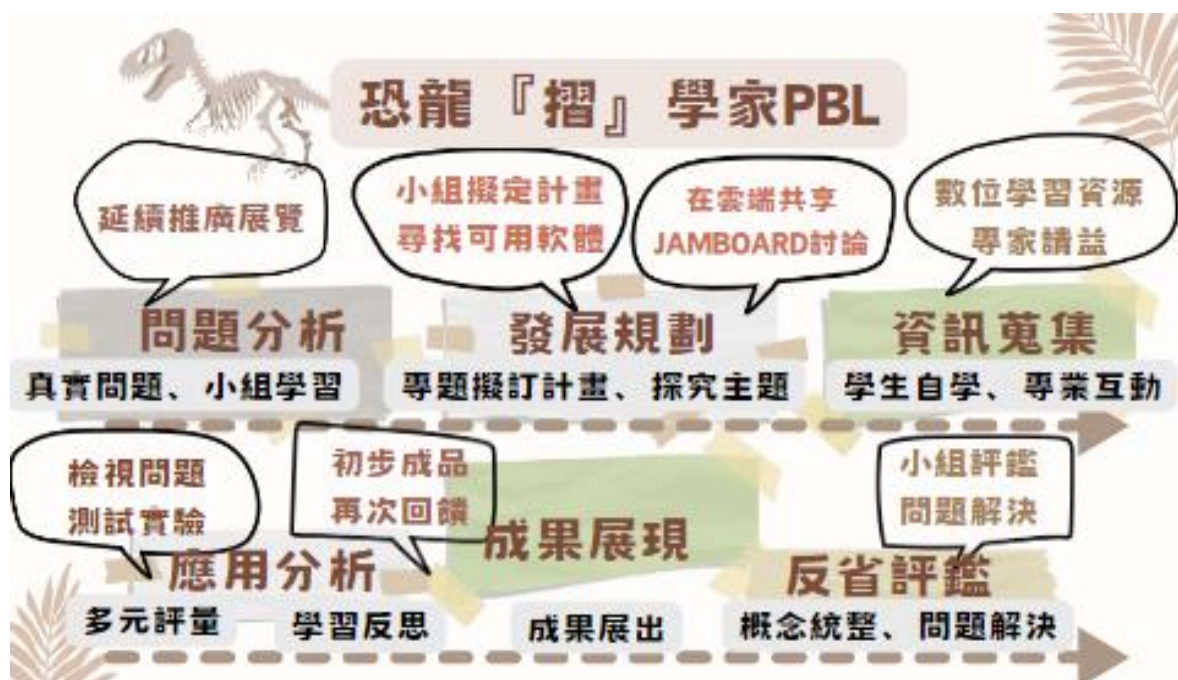 恐龍『摺』學家PBL
延續推廣展覽
小組擬定計畫
尋找可用軟體
在雲端共享
JAMBOARD討論
數位學習資源
專家請益
問題分析
發展規劃
資訊蒐集
真實問題、小組學習
專題擬訂計畫、探究主題
學生自學、專業互動
檢視問題
測試實驗
初步成品
再次回饋
小組評鑑
問題解決
應用分析
成果展現
反省評鑑
多元評量
學習反思
成果展出
概念統整、問題解決